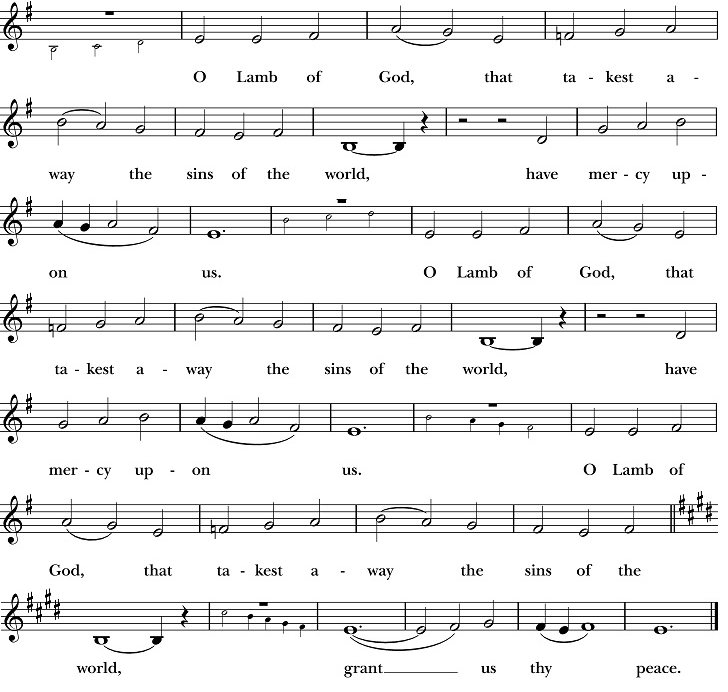 O Lamb of God, that ta - kest a -
way the sins of the world, have mer - cy up -
on us. O Lamb of God, that
ta - kest a - way the sins of the world, have
mer - cy up - on us. O Lamb of
God, that ta - kest a - way the sins of the
world, grant us thy peace.